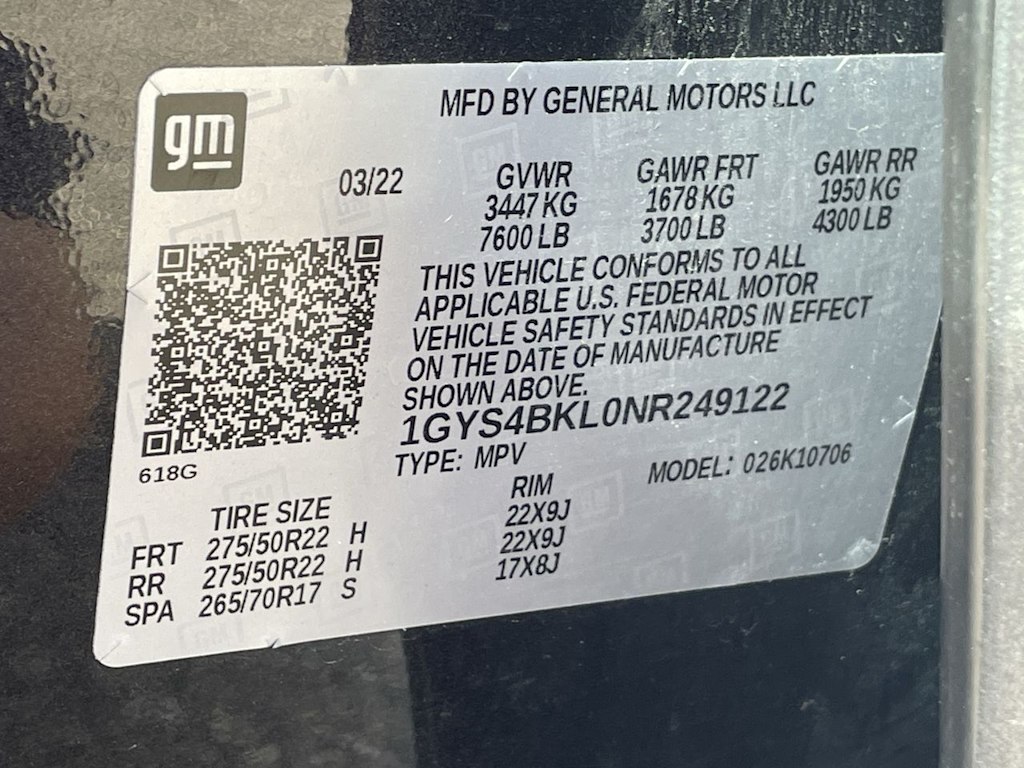 gm
MFD BY GENERAL MOTORS LLC
03/22
GVWR GAWR FRT GAWR RR
3447 KG 1678 KG 1950 KG
7600 LB 3700 LB 4300 LB
THIS VEHICLE CONFORMS TO ALL
APPLICABLE U.S. FEDERAL MOTOR
VEHICLE SAFETY STANDARDS IN EFFECT
ON THE DATE OF MANUFACTURE
SHOWN ABOVE.
1GYS4BKL0NR249122
618G
TYPE: MPV MODEL: 026K10706
TIRE SIZE RIM
FRT 275/50R22 H 22X9J
RR 275/50R22 H 22X9J
SPA 265/70R17 S 17X8J